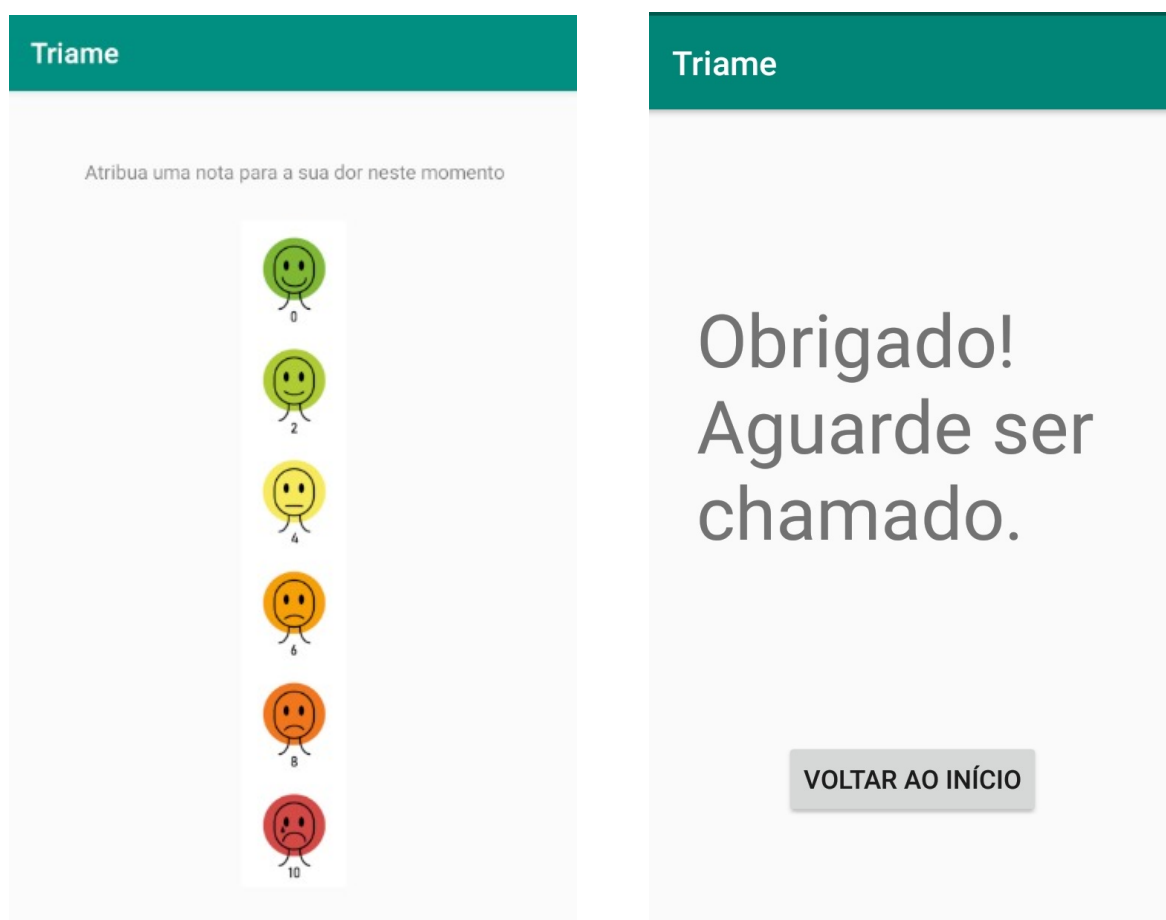 Triame
Atribua uma nota para a sua dor neste momento
0
2
4
6
8
10
Triame
Obrigado!
Aguarde ser
chamado.
VOLTAR AO INÍCIO